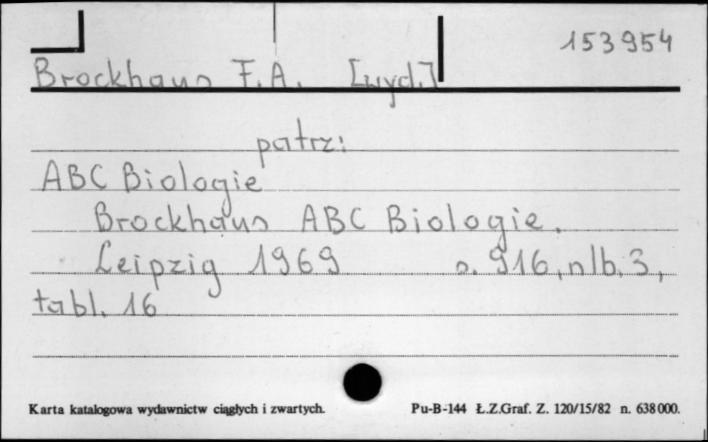 153954
Brockhaus F.A. [wyd.]
patrz:
ABC Biologie
Brockhaus ABC Biologie.
Leipzig 1969 s. 916, nlb. 3,
tabl. 16
Karta katalogowa wydawnictw ciągłych i zwartych. Pu-B-144 Ł.Z.Graf. Z. 120/15/82 n. 638000.